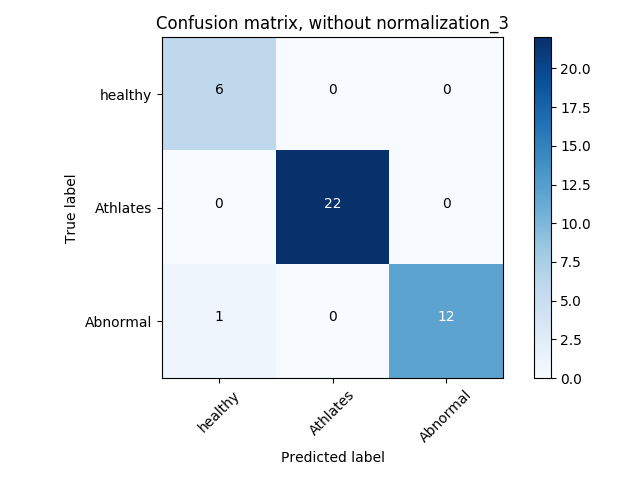 Confusion matrix, without normalization_3
True label
healthy
6
0
0
Athlates
0
22
0
Abnormal
1
0
12
healthy
Athlates
Abnormal
Predicted label
20.0
17.5
15.0
12.5
10.0
7.5
5.0
2.5
0.0